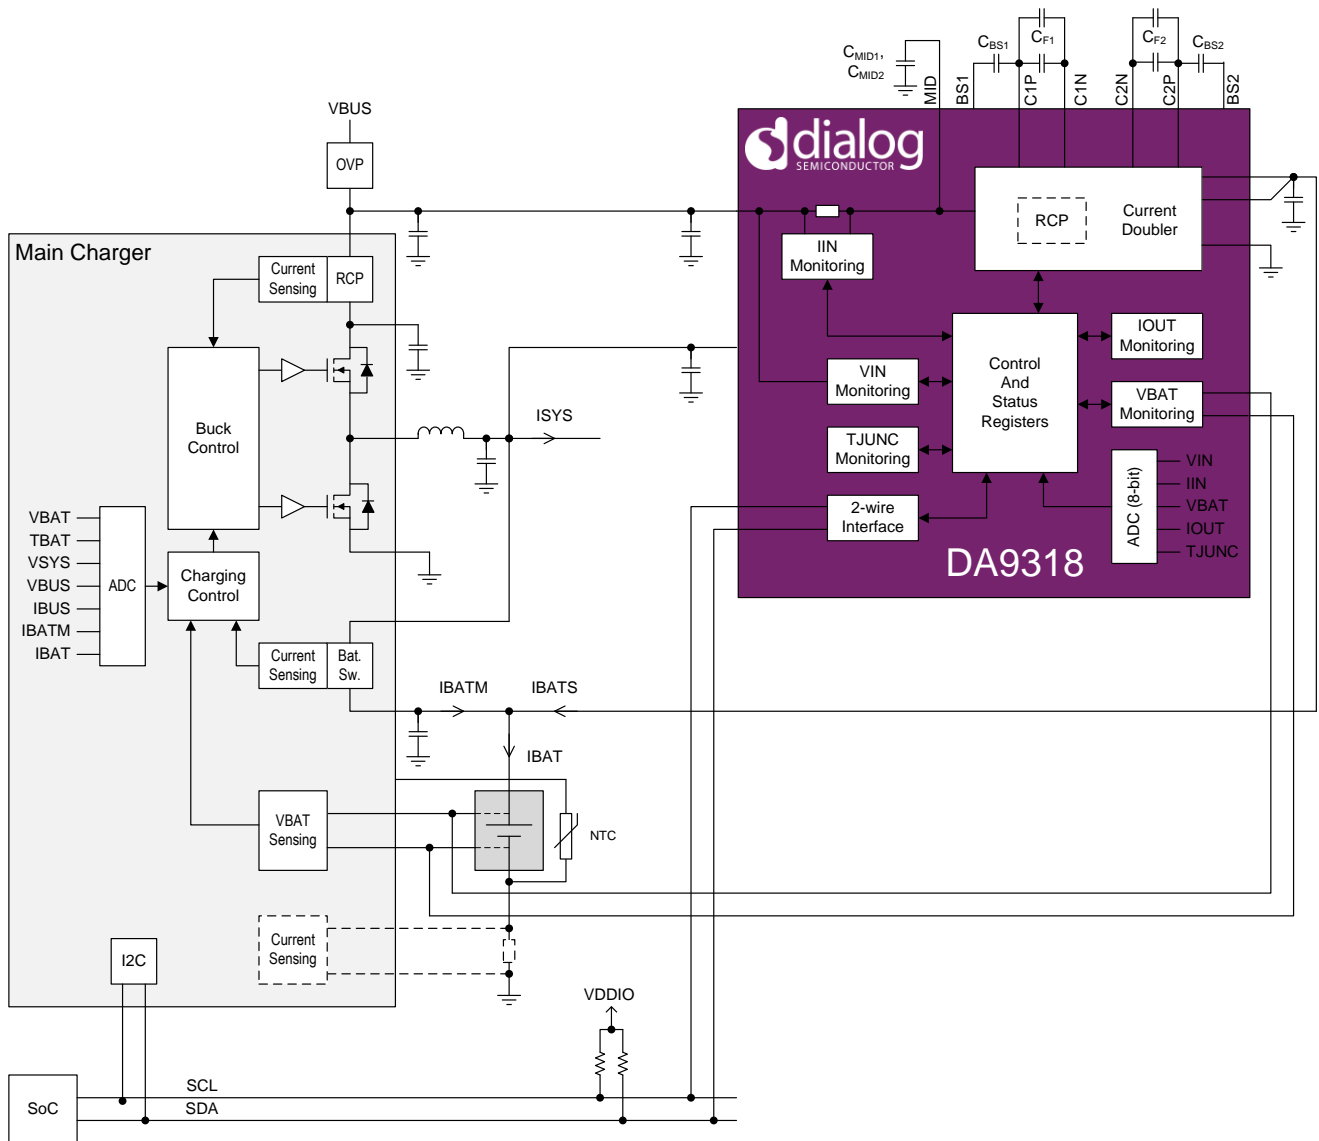 CMID1,
CMID2
MID
BS1
CBS1
C1P
CF1
C1N
C2N
CF2
C2P
CBS2
BS2
VBUS
OVP
dialog
SEMICONDUCTOR
RCP
Current
Doubler
IIN
Monitoring
Main Charger
Current
Sensing
RCP
Control
And
Status
Registers
IOUT
Monitoring
VIN
Monitoring
VBAT
Monitoring
TJUNC
Monitoring
2-wire
Interface
ADC (8-bit)
VIN
IIN
VBAT
IOUT
TJUNC
DA9318
Buck
Control
ISYS
VBAT
TBAT
VSYS
VBUS
IBUS
IBATM
IBAT
ADC
Charging
Control
Current
Sensing
Bat.
Sw.
IBATM
IBATS
IBAT
VBAT
Sensing
NTC
Current
Sensing
I2C
VDDIO
SoC
SCL
SDA